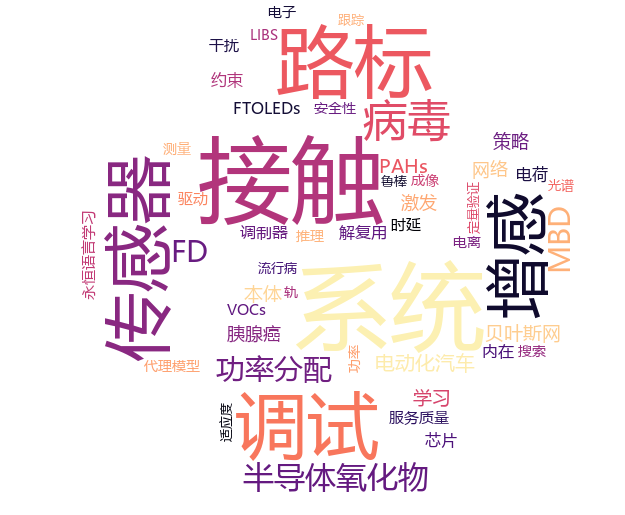 电子
跟踪
LIBS
干扰
路标
约束
FTOLEDs
安全性
病毒
策略
测量
接触
PAHs
网络
电荷
鲁棒
成像
光谱
传感器
驱动
激发
定量验证
增感
MBD
永恒语言学习
FD
调制器
推理
解复用
时延
电离
流行病
系统
本体
轨
VOCs
胰腺癌
贝叶斯网
代理模型
功率分配
功率
电动化汽车
内在
搜索
调试
学习
适应度
服务质量
芯片
半导体氧化物